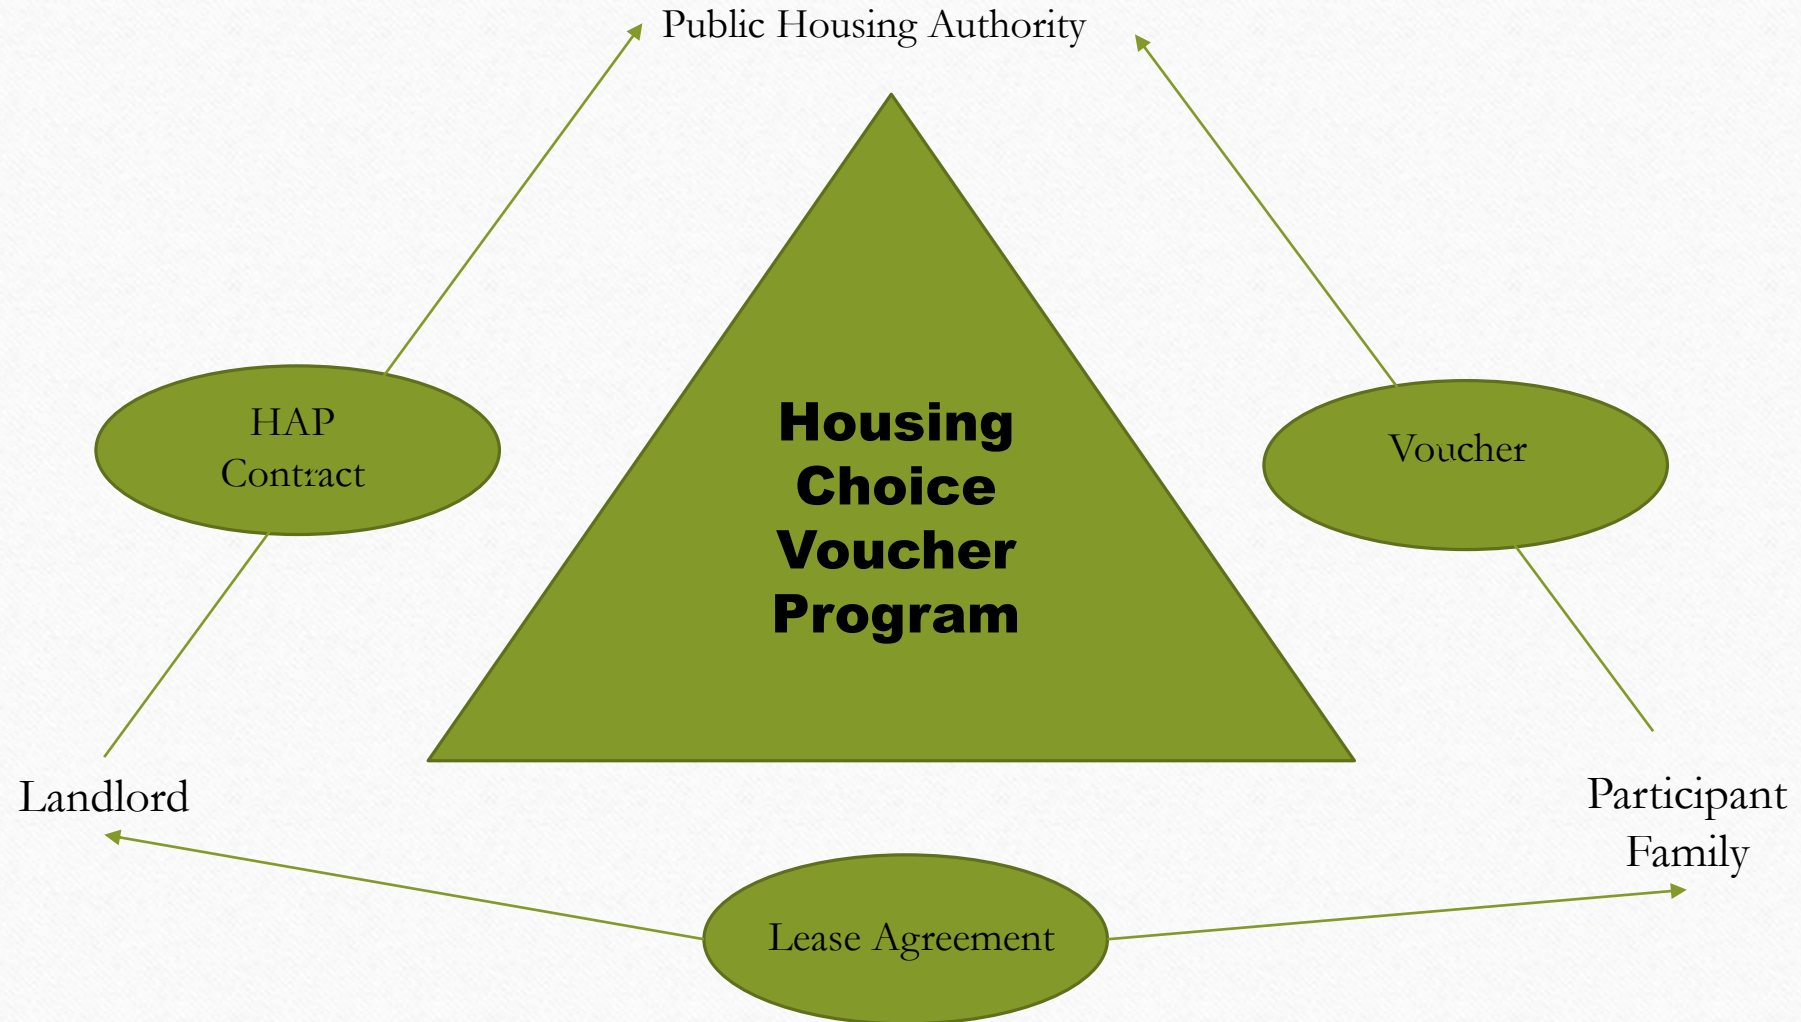 Public Housing Authority
HAP
Contract
Housing
Choice
Voucher
Program
Voucher
Landlord
Participant
Family
Lease Agreement